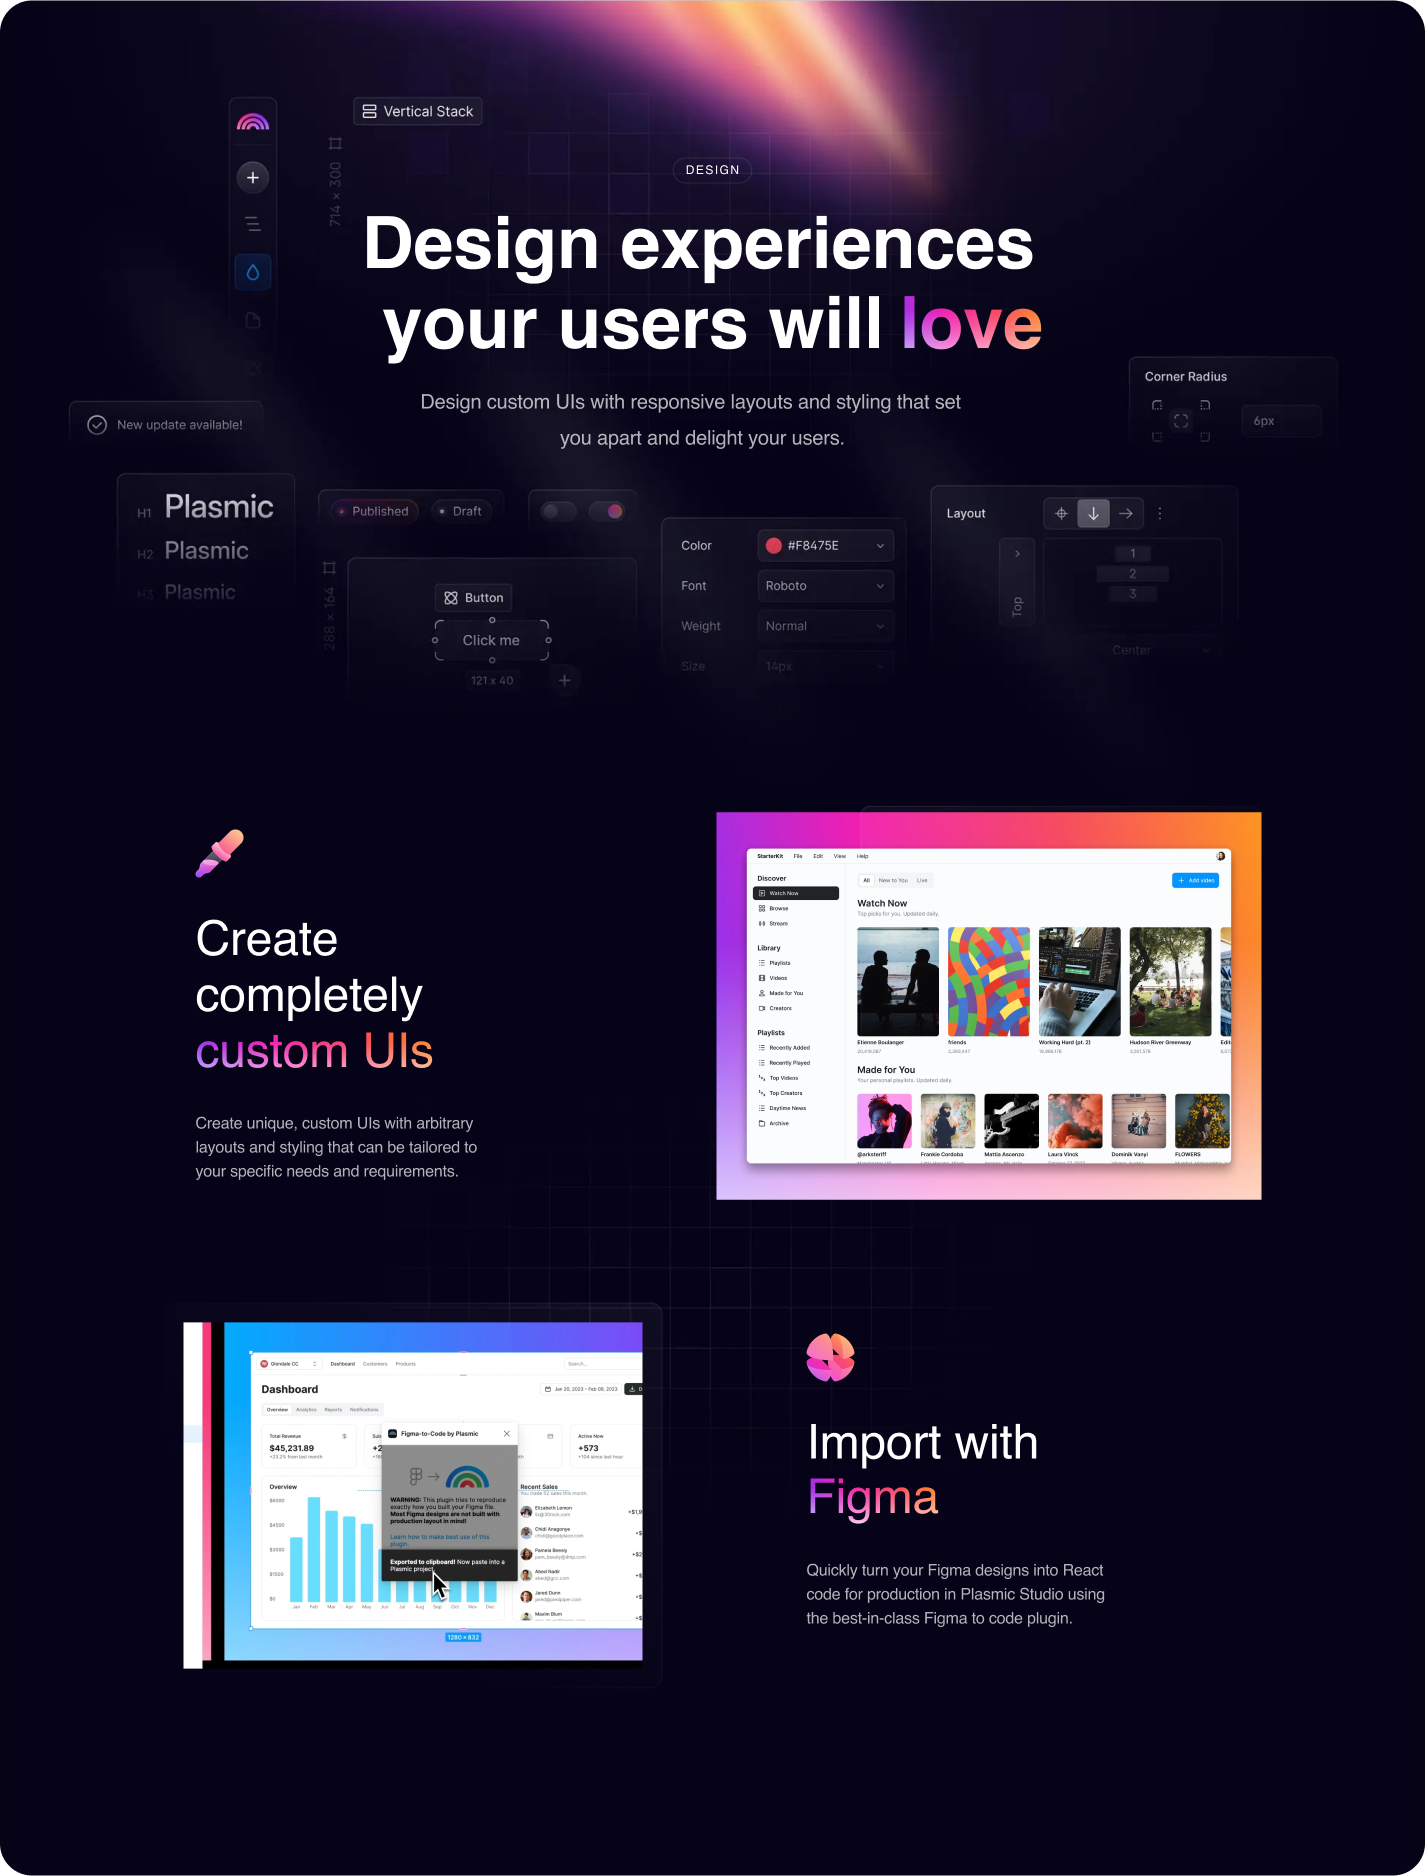 Vertical Stack
714 × 300
DESIGN
Design experiences
your users will love
Design custom UIs with responsive layouts and styling that set
you apart and delight your users.
Corner Radius
6px
New update available!
H1 Plasmic
H2 Plasmic
H3 Plasmic
Published
Draft
288 × 164
Button
Click me
121 x 40
Color #F8475E
Font Roboto
Weight Normal
Size 14px
Layout
Top
1
2
3
Center
Create
completely
custom UIs
Create unique, custom UIs with arbitrary
layouts and styling that can be tailored to
your specific needs and requirements.
StarterKit File Edit View Help
Discover
Watch Now
Browse
Stream
Library
Playlists
Videos
Made for You
Creators
Playlists
Recently Added
Recently Played
Top Videos
Top Creators
Daytime News
Archive
All New to You Live
Add video
Watch Now
Top picks for you. Updated daily.
Etienne Boulanger
friends
Working Hard (pt. 2)
Hudson River Greenway
Made for You
Your personal playlists. Updated daily.
@arksteriff
Frankie Cordoba
Mattia Ascenzo
Laura Vinck
Dominik Vanyi
FLOWERS
Glendale CC
Dashboard Customers Products
Search...
Dashboard
Jan 20, 2023 - Feb 09, 2023
Overview Analytics Reports Notifications
Total Revenue
$45,231.89
Active Now
+573
+104 since last hour
Figma-to-Code by Plasmic
WARNING: This plugin tries to reproduce
exactly how you built your Figma file.
Most Figma designs are not built with
production layout in mind!
Learn how to make best use of this
plugin.
Exported to clipboard! Now paste into a
Plasmic project.
Overview
$6000
$4500
$3000
$1500
$0
Jan Feb Mar Apr May Jun Jul Aug Sep Oct Nov Dec
Recent Sales
Elizabeth Lemon
Chidi Anagonye
Pamela Beesly
Abed Nadir
Jared Dunn
Maxim Blum
1280 × 832
Import with
Figma
Quickly turn your Figma designs into React
code for production in Plasmic Studio using
the best-in-class Figma to code plugin.